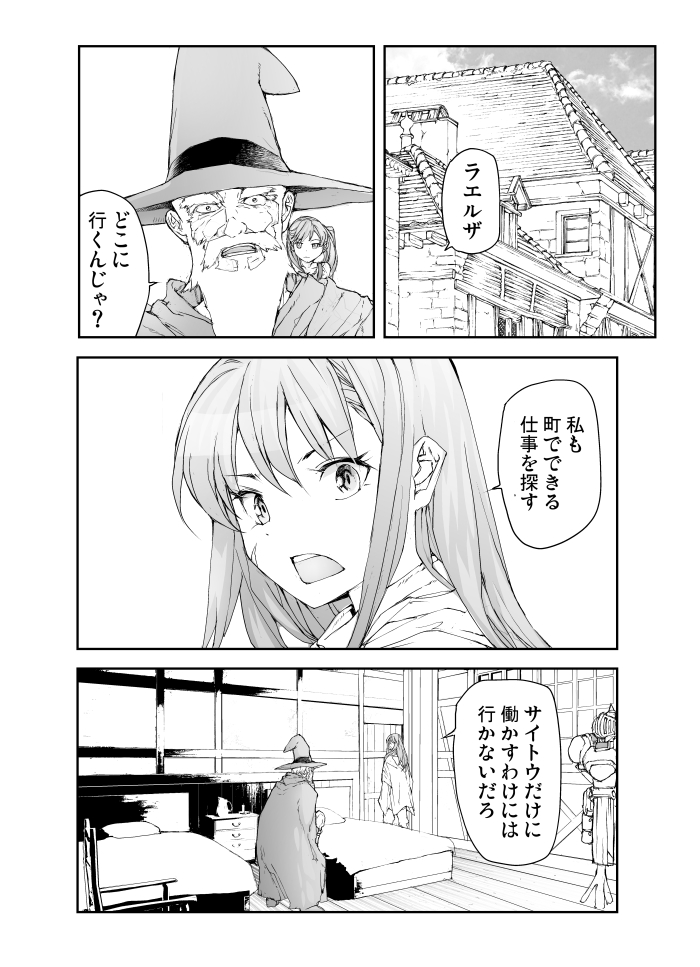 ラエルザ
どこに
行くんじゃ？
私も
町でできる
仕事を探す
サイトウだけに
働かすわけには
行かないだろ